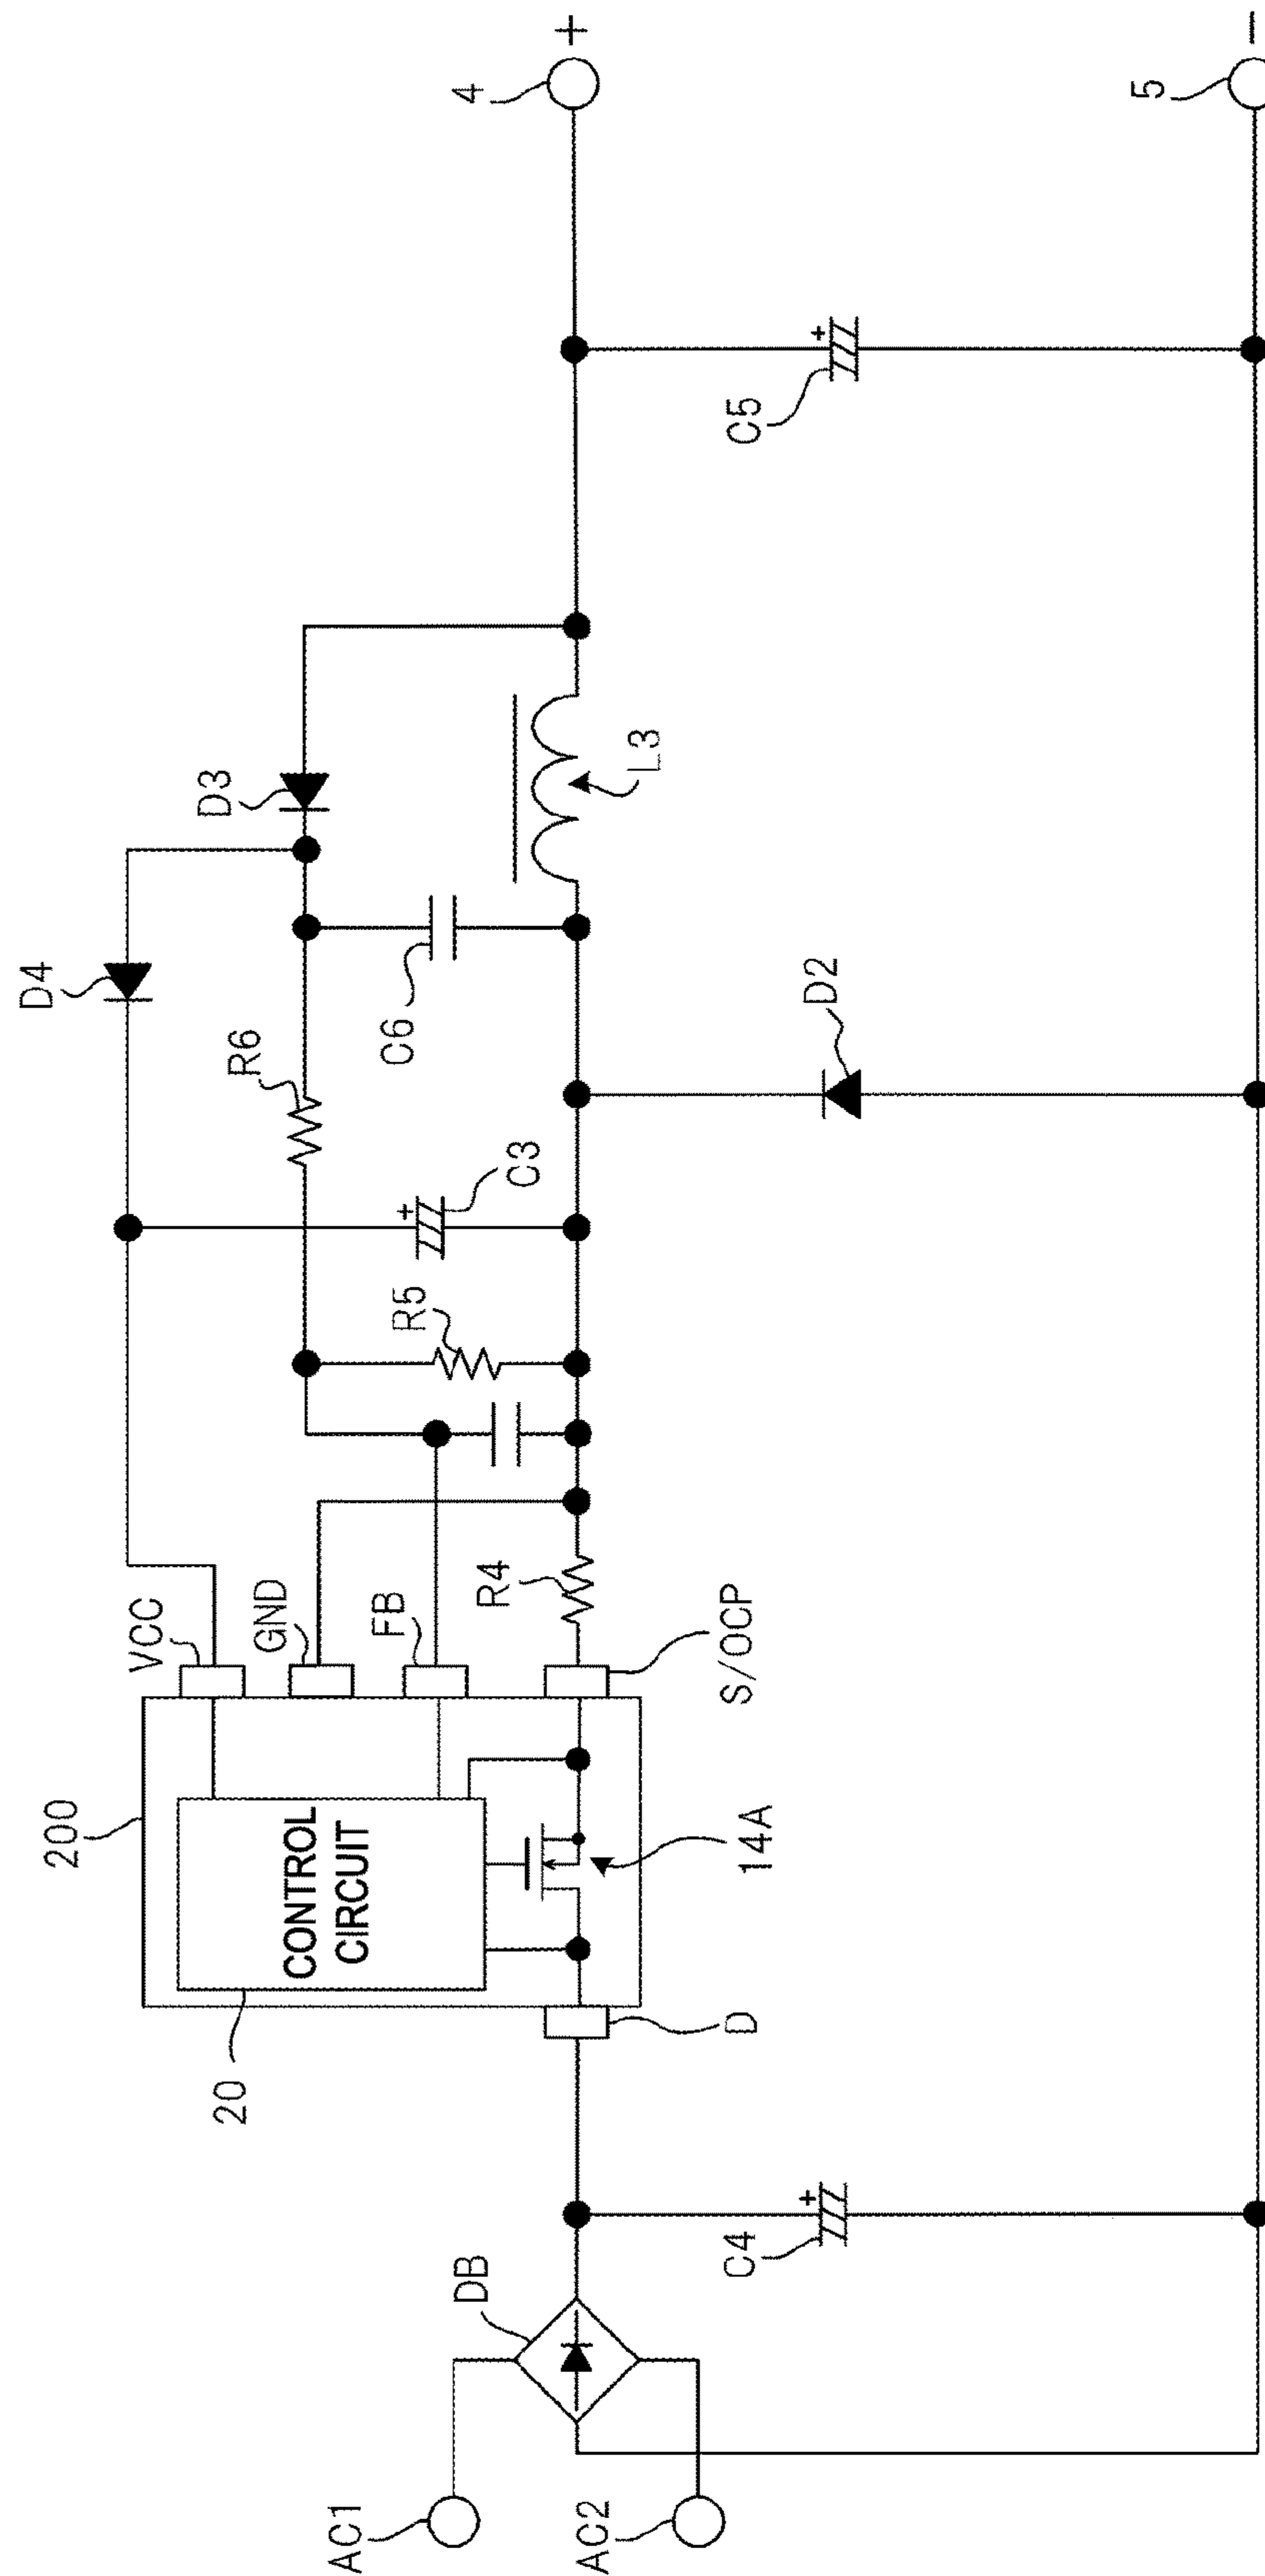 AC1
AC2
DB
C4
200
20
CONTROL
CIRCUIT
D
14A
VCC
GND
FB
S/OCP
R4
R5
C3
R6
C6
D4
D3
D2
L3
C5
4
+
5
−
+
+
+